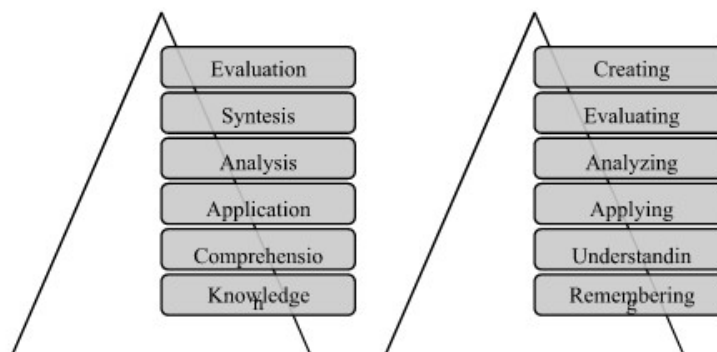 Evaluation
Syntesis
Analysis
Application
Comprehensio
n
Knowledge
Creating
Evaluating
Analyzing
Applying
Understandin
g
Remembering